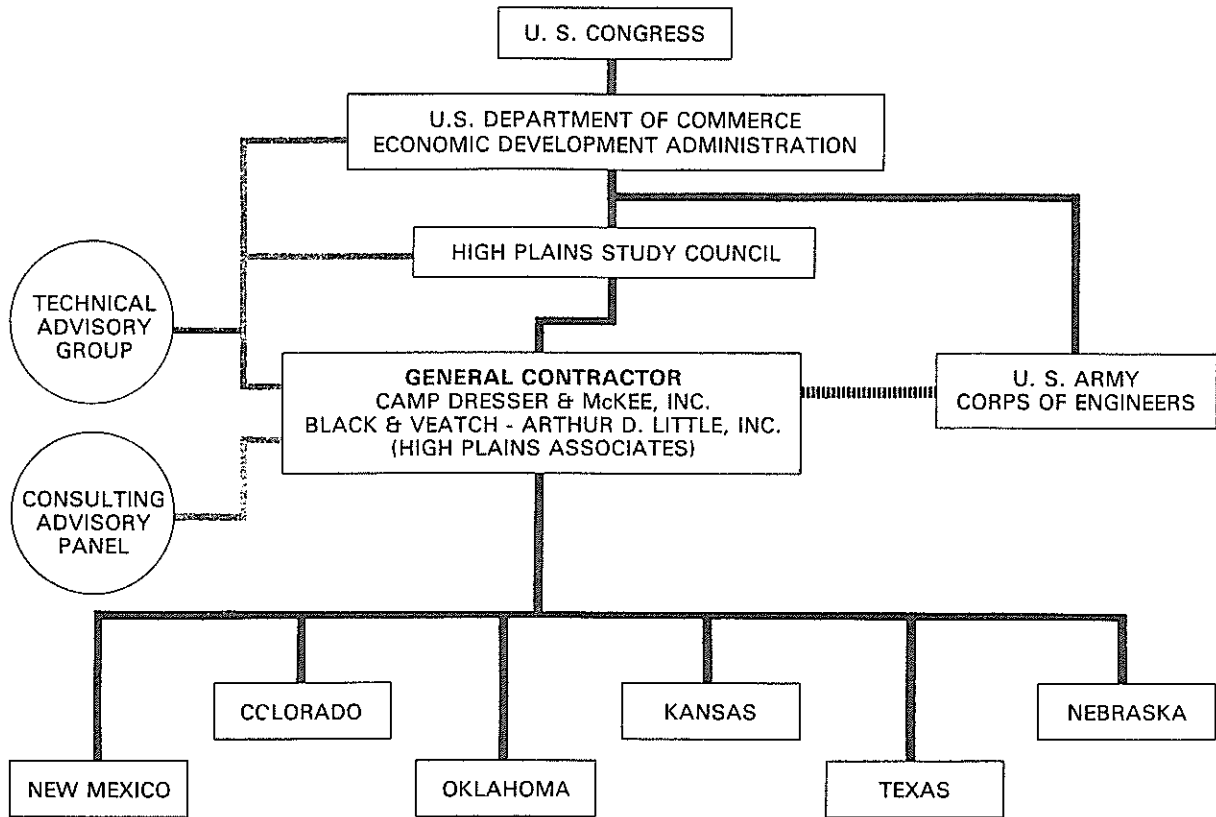 U. S. CONGRESS
U.S. DEPARTMENT OF COMMERCE
ECONOMIC DEVELOPMENT ADMINISTRATION
HIGH PLAINS STUDY COUNCIL
TECHNICAL
ADVISORY
GROUP
GENERAL CONTRACTOR
CAMP DRESSER & McKEE, INC.
BLACK & VEATCH - ARTHUR D. LITTLE, INC.
(HIGH PLAINS ASSOCIATES)
U. S. ARMY
CORPS OF ENGINEERS
CONSULTING
ADVISORY
PANEL
COLORADO
KANSAS
NEBRASKA
NEW MEXICO
OKLAHOMA
TEXAS